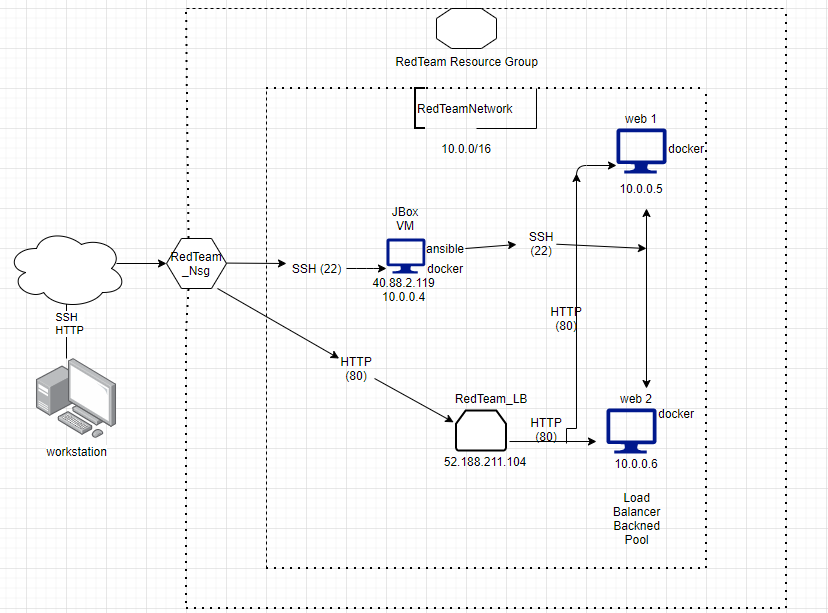 RedTeam Resource Group
RedTeamNetwork
10.0.0/16
web 1
docker
10.0.0.5
JBox
VM
ansible
docker
40.88.2.119
10.0.0.4
SSH
(22)
RedTeam
_Nsg
SSH (22)
SSH
HTTP
workstation
HTTP
(80)
HTTP
(80)
RedTeam_LB
52.188.211.104
HTTP
(80)
web 2
docker
10.0.0.6
Load
Balancer
Backned
Pool